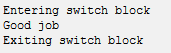 Entering switch block
Good job
Exiting switch block